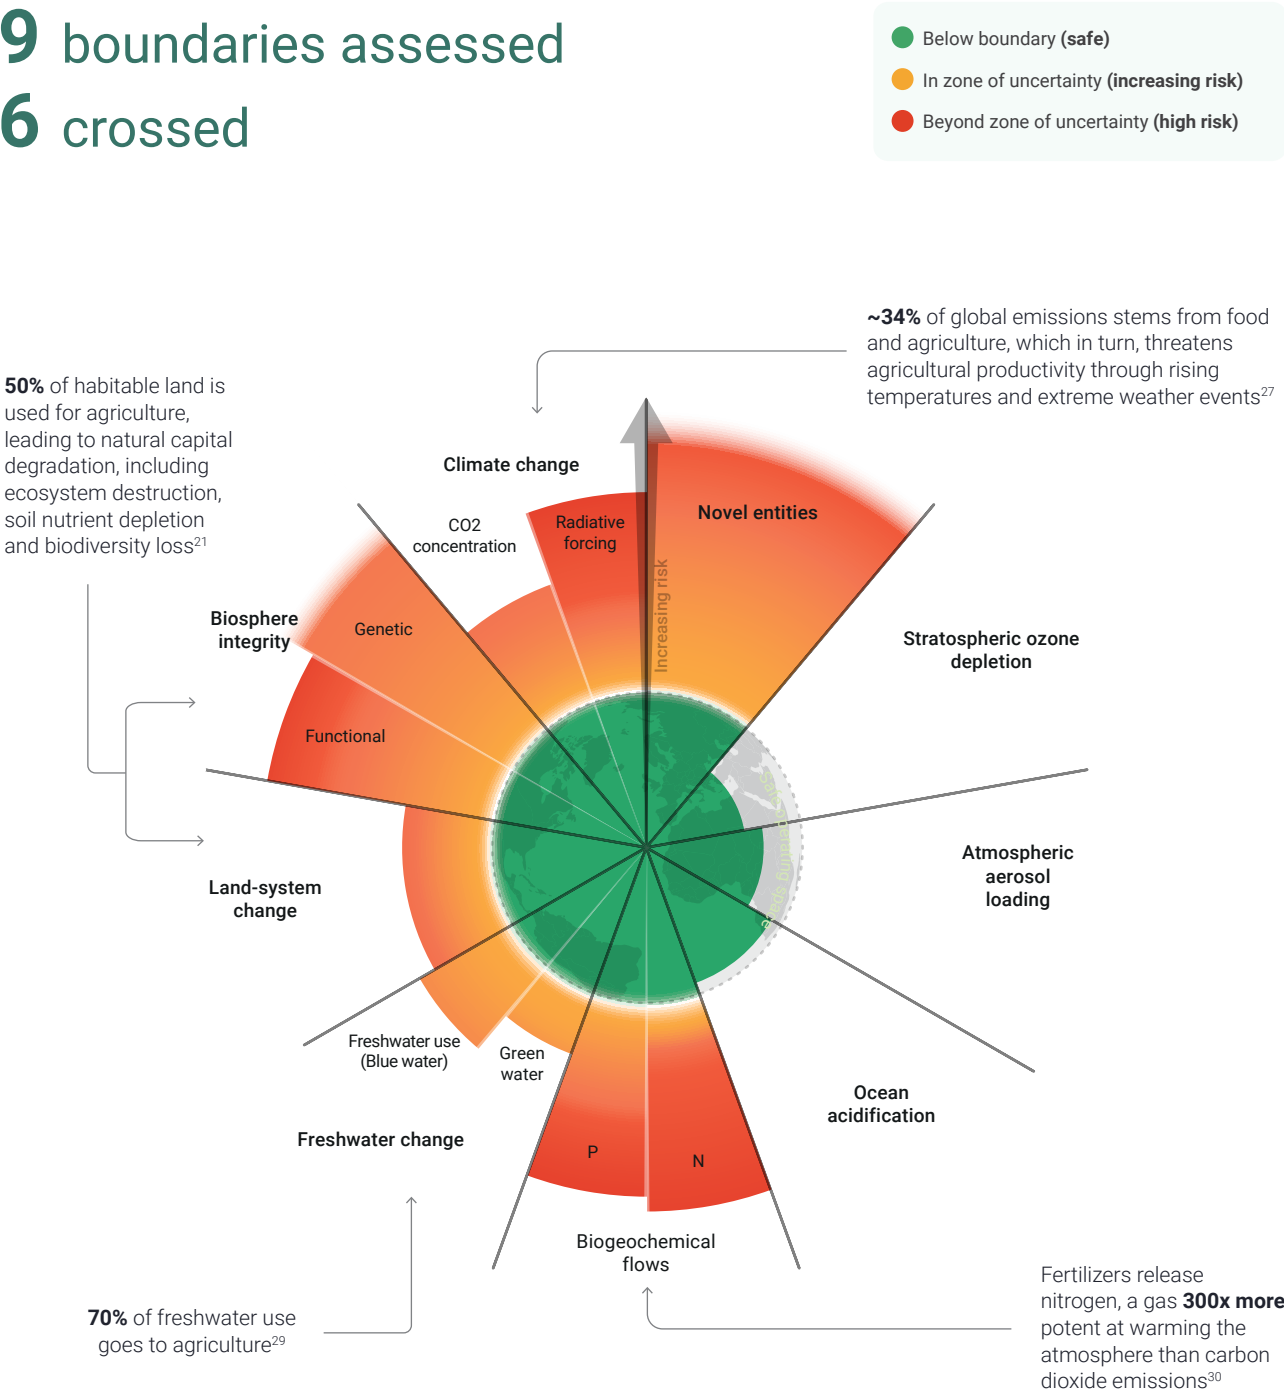 9 boundaries assessed
6 crossed
Below boundary (safe)
In zone of uncertainty (increasing risk)
Beyond zone of uncertainty (high risk)
~34% of global emissions stems from food
and agriculture, which in turn, threatens
agricultural productivity through rising
temperatures and extreme weather events27
50% of habitable land is
used for agriculture,
leading to natural capital
degradation, including
ecosystem destruction,
soil nutrient depletion
and biodiversity loss21
Climate change
CO2
concentration
Radiative
forcing
Novel entities
Increasing risk
Biosphere
integrity
Genetic
Functional
Stratospheric ozone
depletion
Safe operating space
Atmospheric
aerosol
loading
Land-system
change
Freshwater use
(Blue water)
Green
water
Freshwater change
P
N
Ocean
acidification
Biogeochemical
flows
70% of freshwater use
goes to agriculture29
Fertilizers release
nitrogen, a gas 300x more
potent at warming the
atmosphere than carbon
dioxide emissions30